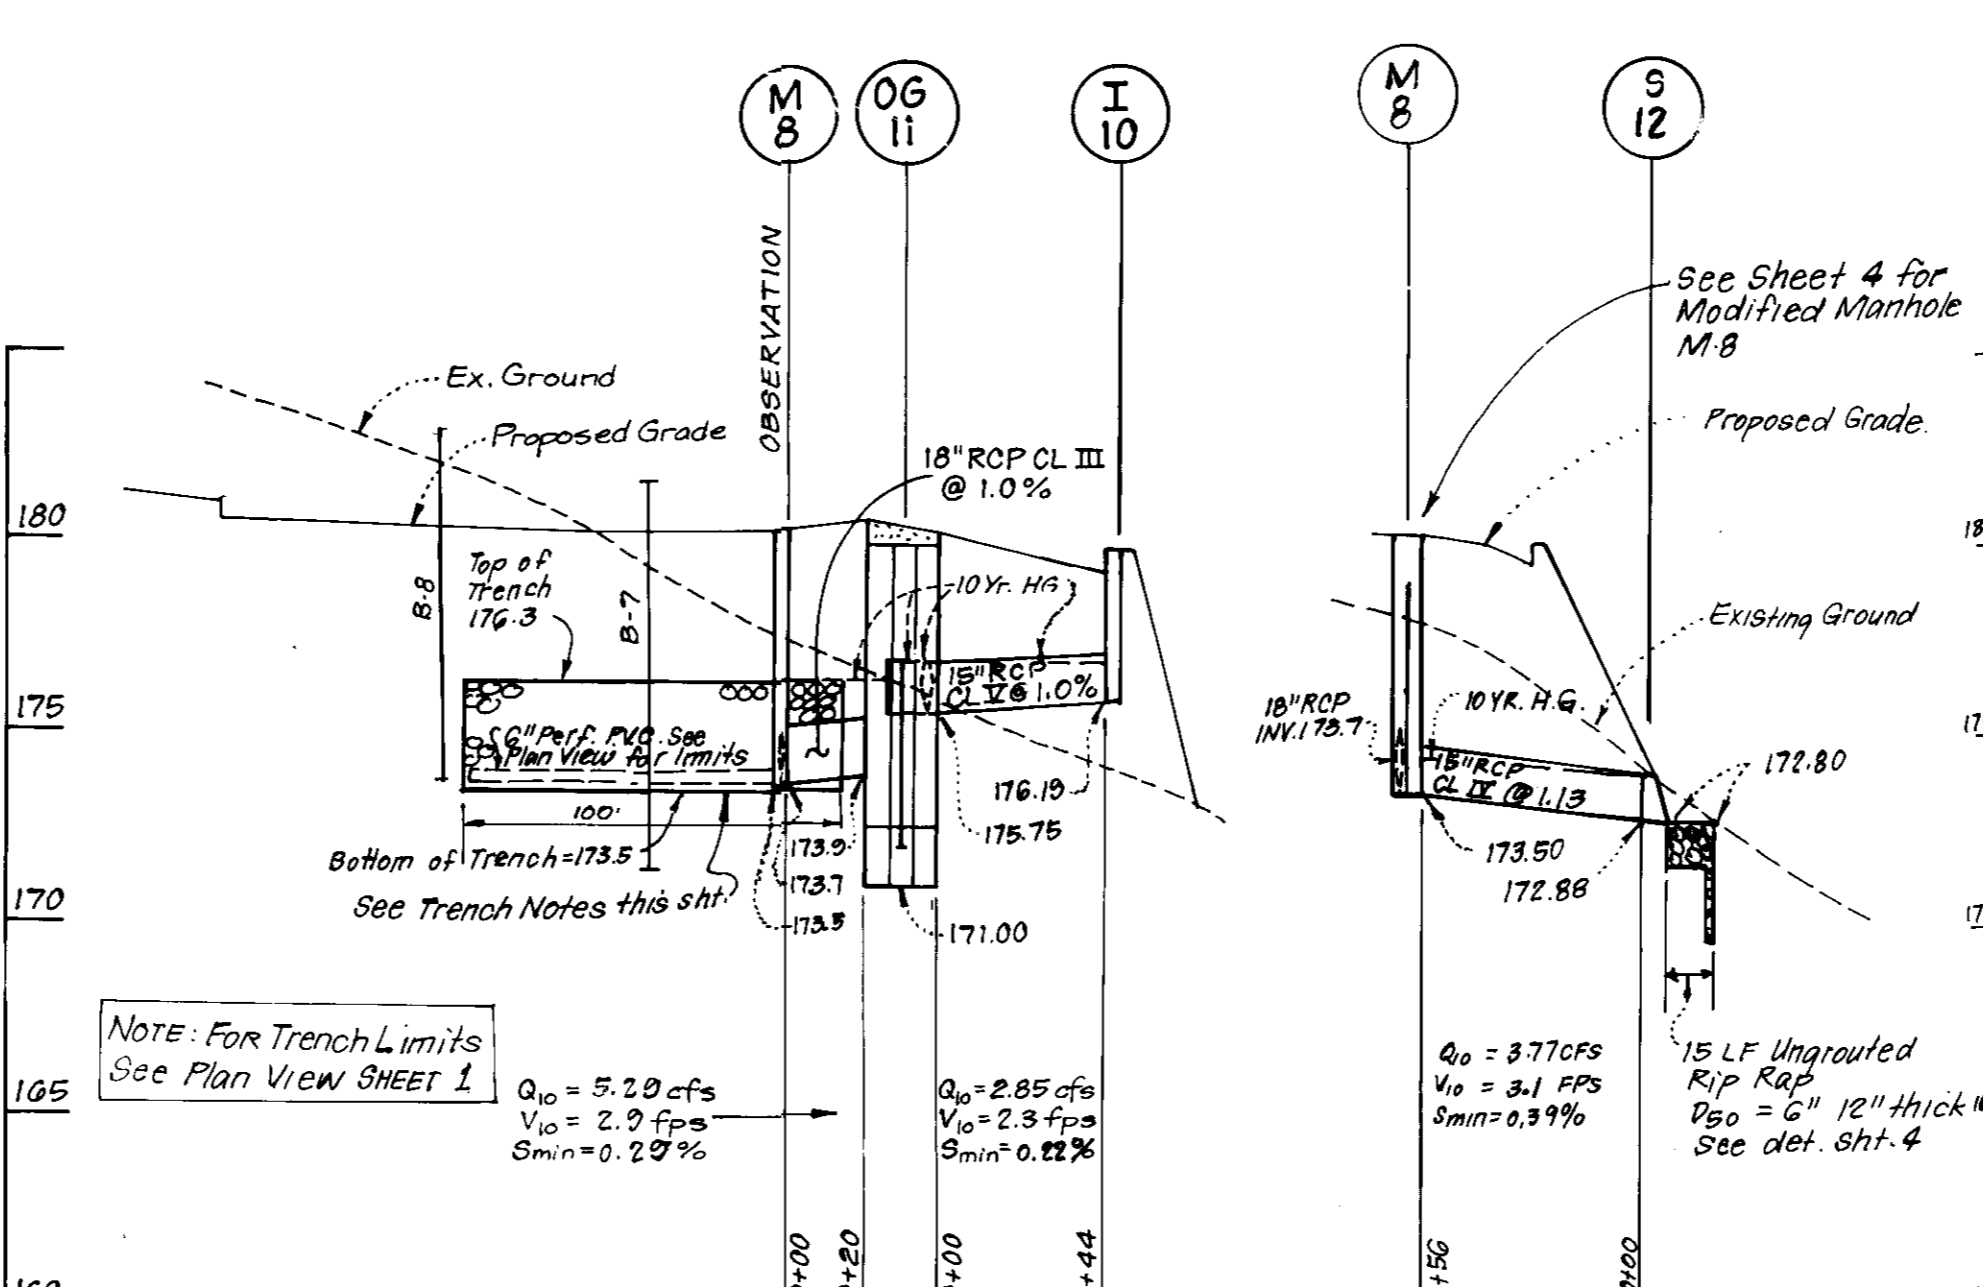 M
8
OG
11
I
10
M
8
S
12
OBSERVATION
See Sheet 4 for
Modified Manhole
M-8
Ex. Ground
Proposed Grade
Proposed Grade.
18" RCP CL III
@ 1.0%
180
Top of
Trench
176.3
B-8
B-7
10 Yr. HG
Existing Ground
15" RCP
CL V @ 1.0%
175
18" RCP
INV. 173.7
10 YR. H.G.
6" Perf. PVC. See
Plan View for limits
15" RCP
CL IV @ 1.13
172.80
176.19
100'
175.75
Bottom of Trench=173.5
173.9
173.7
173.5
173.50
172.88
See Trench Notes this sht.
170
171.00
NOTE: FOR Trench Limits
See Plan View SHEET 1
165
Q10 = 5.29 cfs
V10 = 2.9 fps
Smin=0.29%
Q10=2.85 cfs
V10=2.3 fps
Smin=0.22%
Q10 = 3.77CFS
V10 = 3.1 FPS
Smin=0.39%
15 LF Ungrouted
Rip Rap
D50 = 6" 12" thick
See det. sht. 4
+00
+20
+00
+44
+56
+00